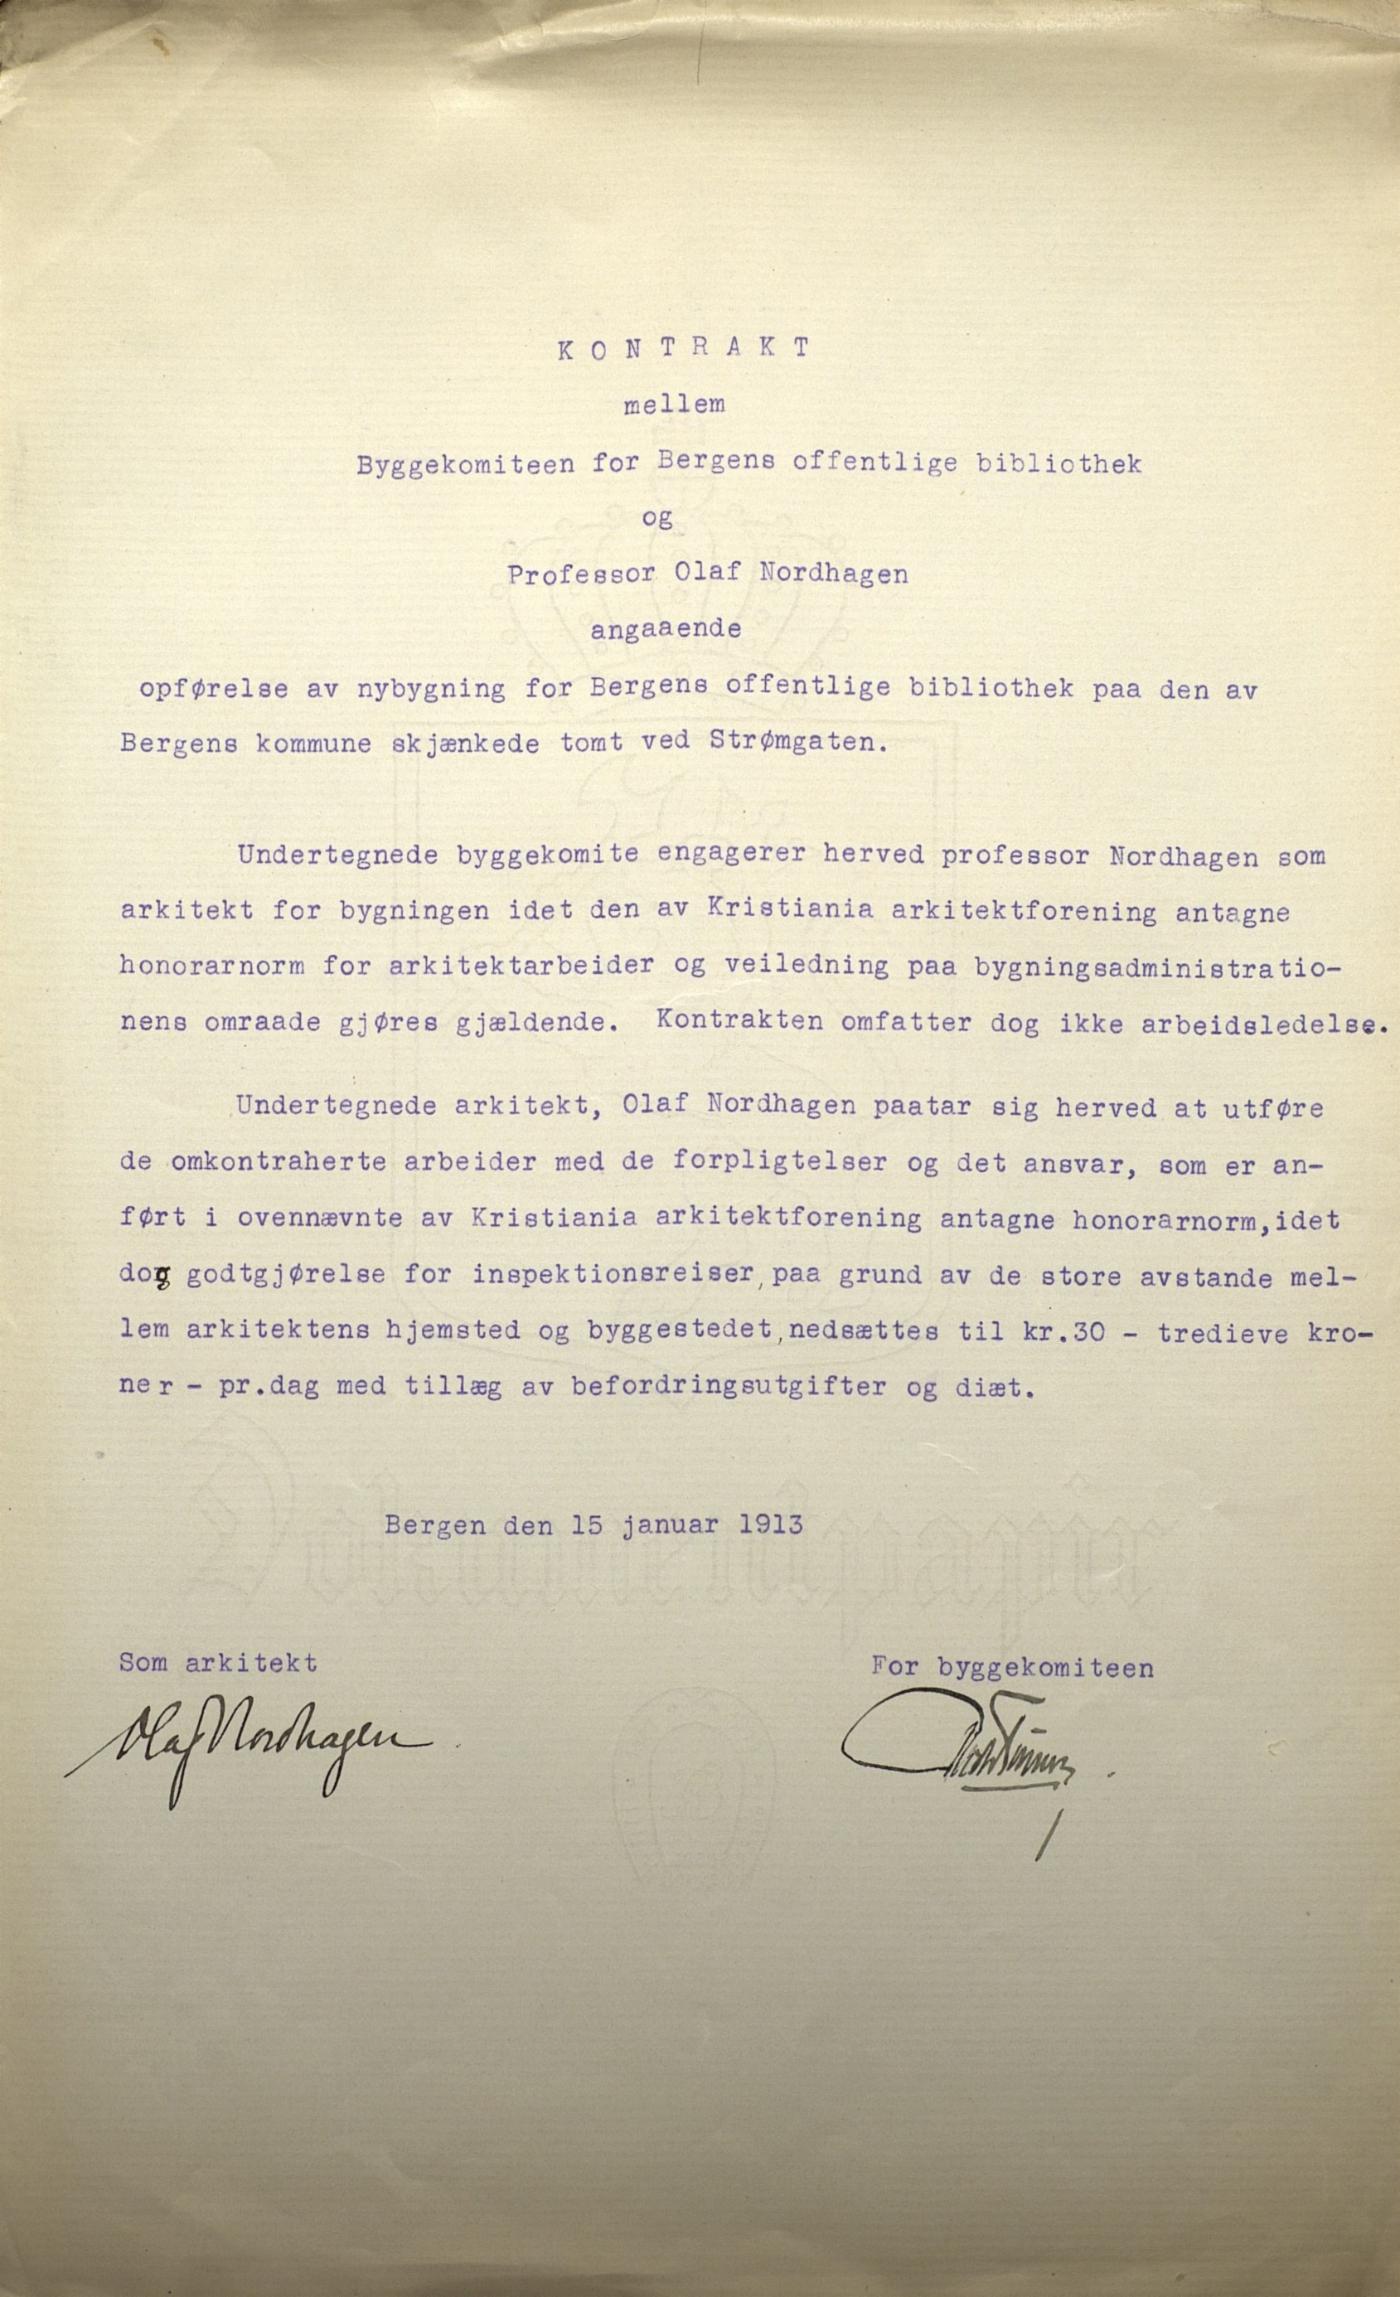 KONTRAKT
mellem
Byggekomiteen for Bergens offentlige bibliothek
og
Professor Olaf Nordhagen
angaaende
opførelse av nybygning for Bergens offentlige bibliothek paa den av
Bergens kommune skjænkede tomt ved Strømgaten.
Undertegnede byggekomite engagerer herved professor Nordhagen som
arkitekt for bygningen idet den av Kristiania arkitektforening antagne
honorarnorm for arkitektarbeider og veiledning paa bygningsadministratio-
nens omraade gjøres gjældende. Kontrakten omfatter dog ikke arbeidsledelse.
Undertegnede arkitekt, Olaf Nordhagen paatar sig herved at utføre
de omkontraherte arbeider med de forpligtelser og det ansvar, som er an-
ført i ovennævnte av Kristiania arkitektforening antagne honorarnorm,idet
dog godtgjørelse for inspektionsreiser, paa grund av de store avstande mel-
lem arkitektens hjemsted og byggestedet, nedsættes til kr.30 - tredieve kro-
ner - pr.dag med tillæg av befordringsutgifter og diæt.
Bergen den 15 januar 1913
Som arkitekt
For byggekomiteen
Olaf Nordhagen